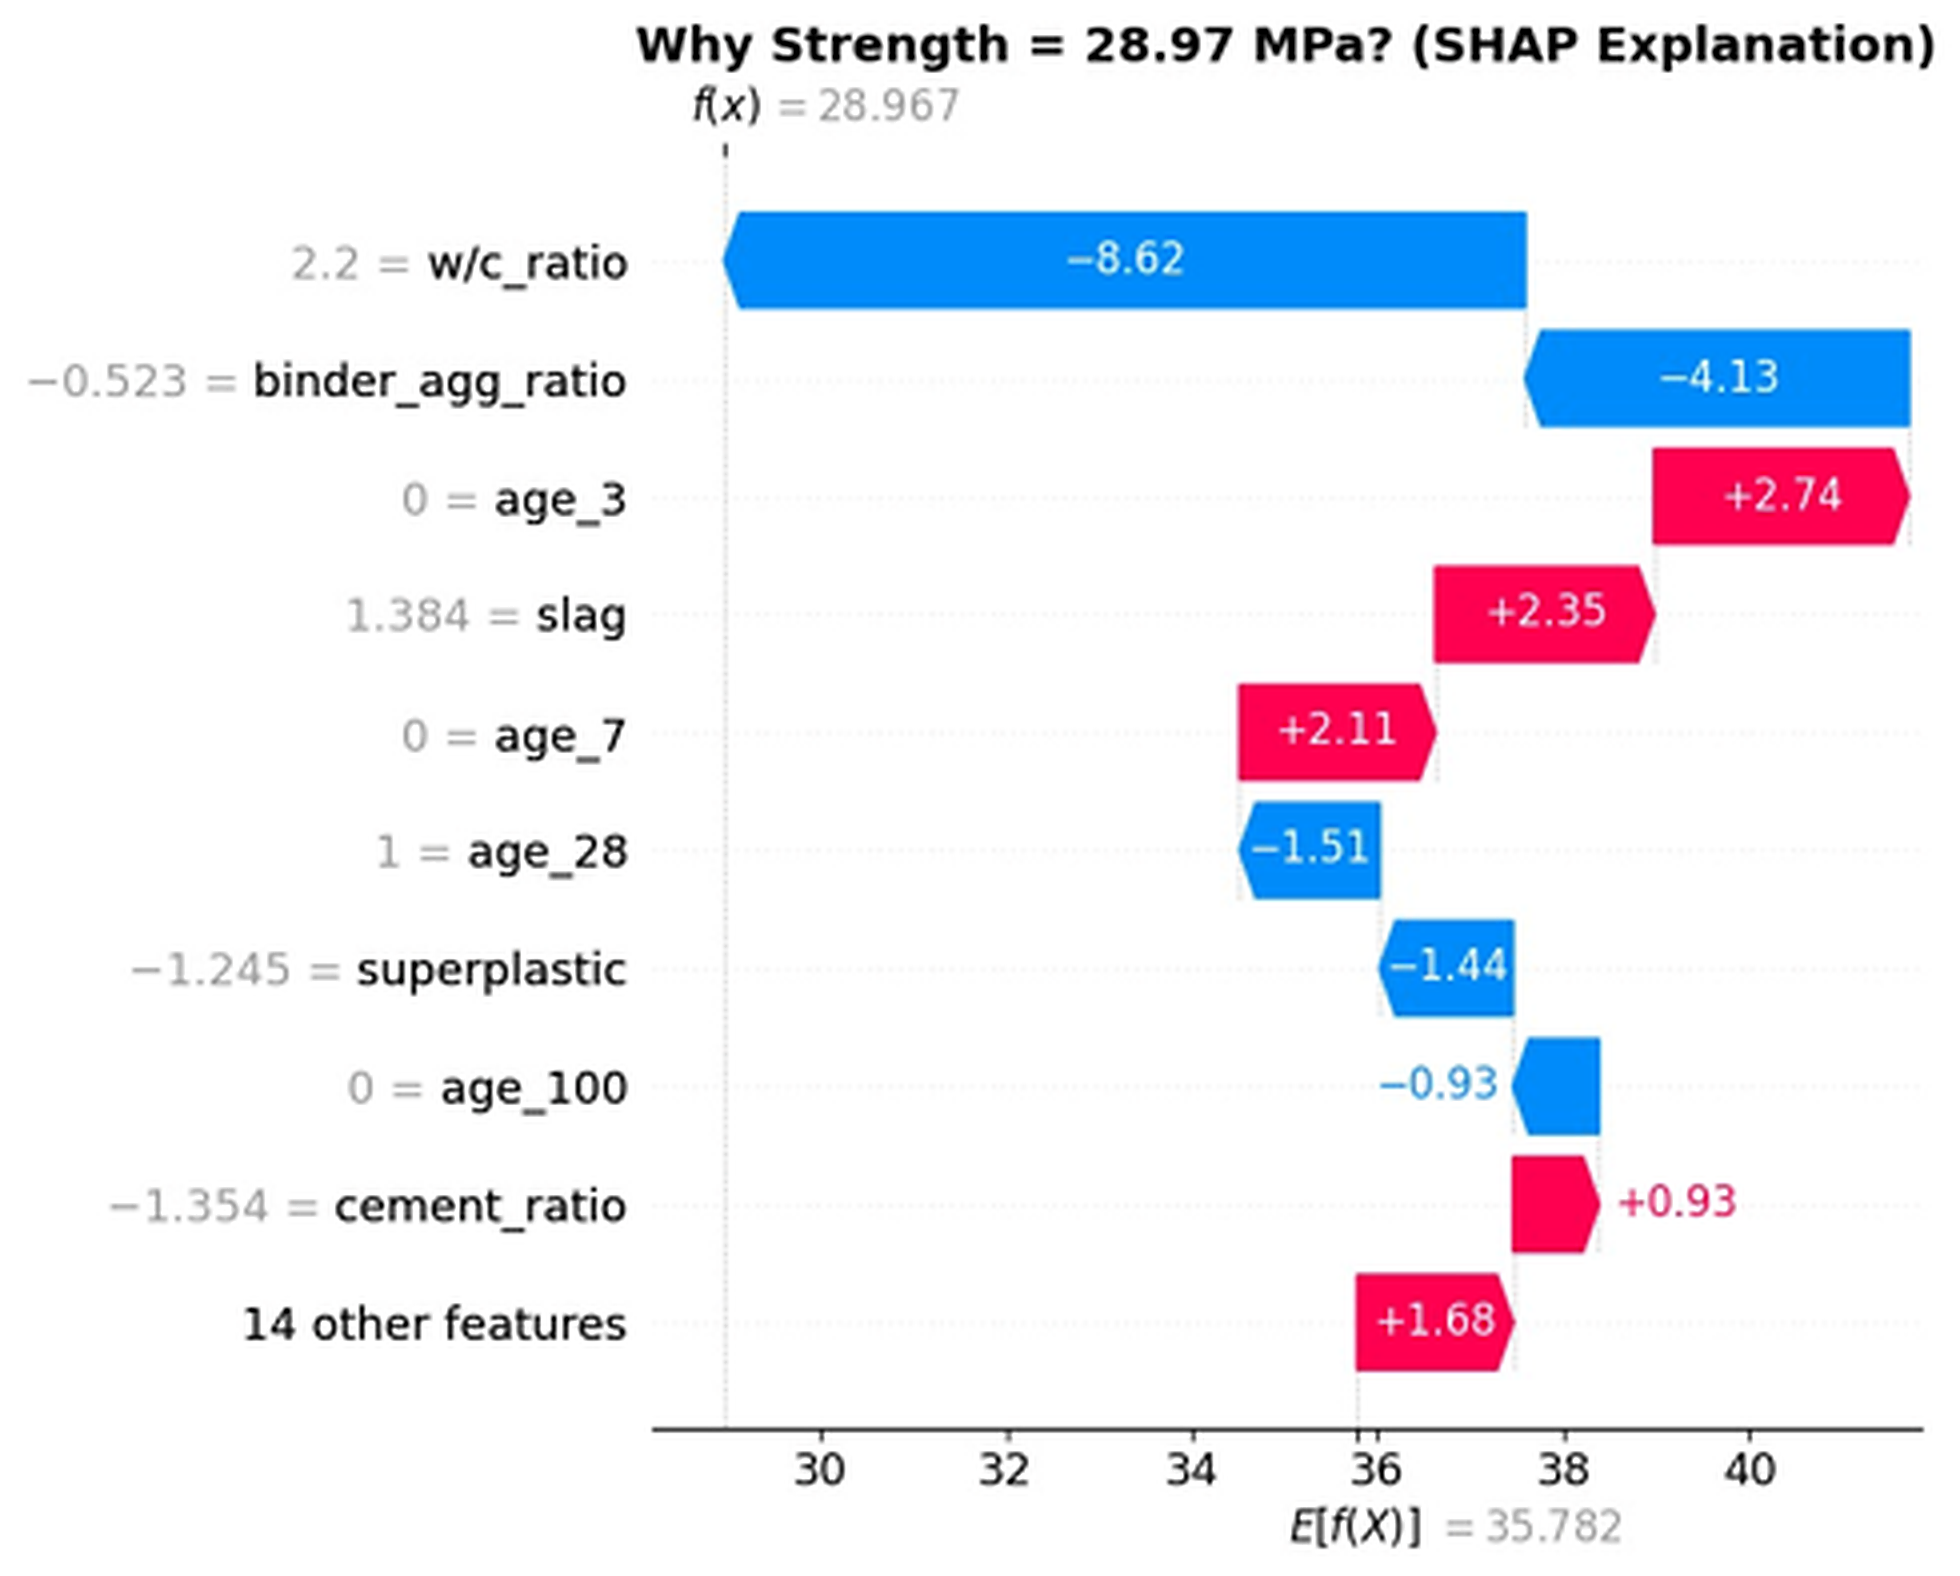 Why Strength = 28.97 MPa? (SHAP Explanation)
f(x) = 28.967
2.2 = w/c_ratio −8.62
−0.523 = binder_agg_ratio −4.13
0 = age_3 +2.74
1.384 = slag +2.35
0 = age_7 +2.11
1 = age_28 −1.51
−1.245 = superplastic −1.44
0 = age_100 −0.93
−1.354 = cement_ratio +0.93
14 other features +1.68
30 32 34 36 38 40
E[f(X)] = 35.782